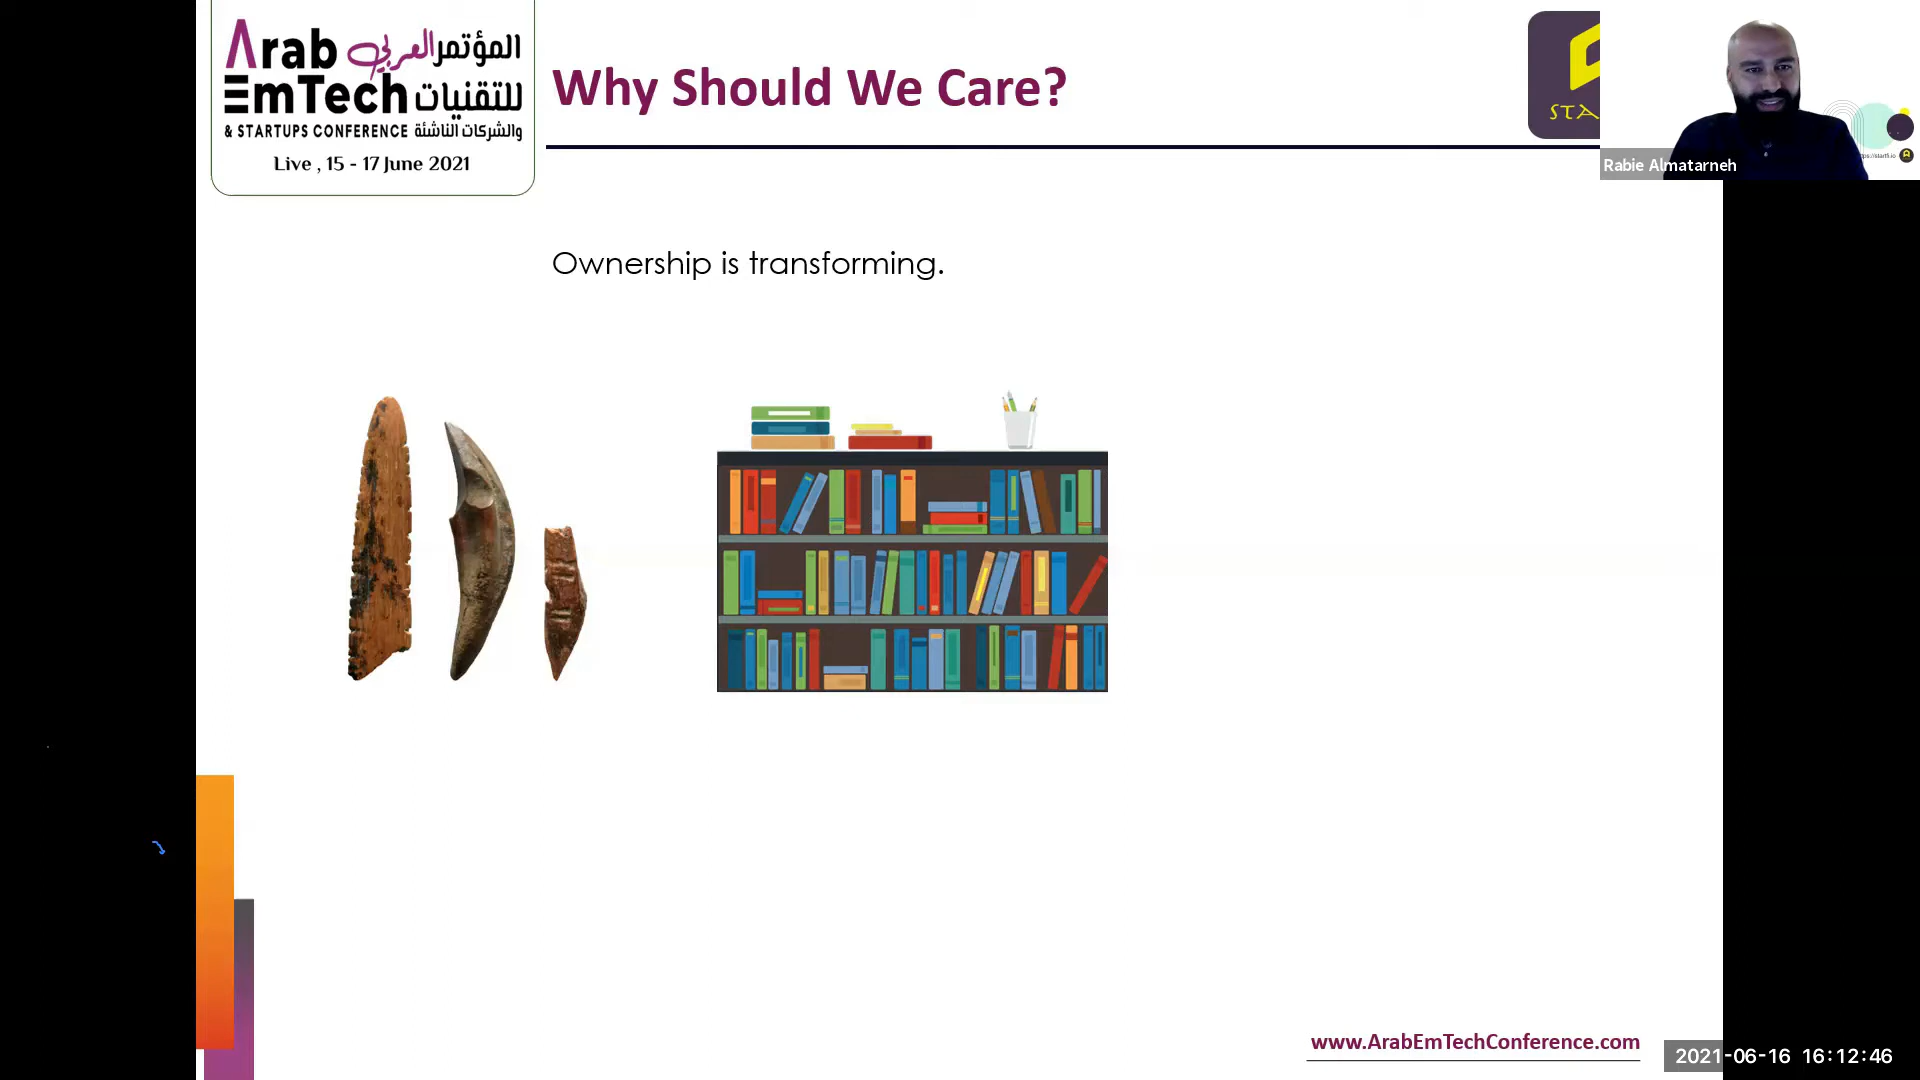 Arab المؤتمر العربي
EmTech للتقنيات
& STARTUPS CONFERENCE والشركات الناشئة
Live , 15 - 17 June 2021
Why Should We Care?
STA
Rabie Almatarneh
Ownership is transforming.
www.ArabEmTechConference.com
2021-06-16 16:12:46